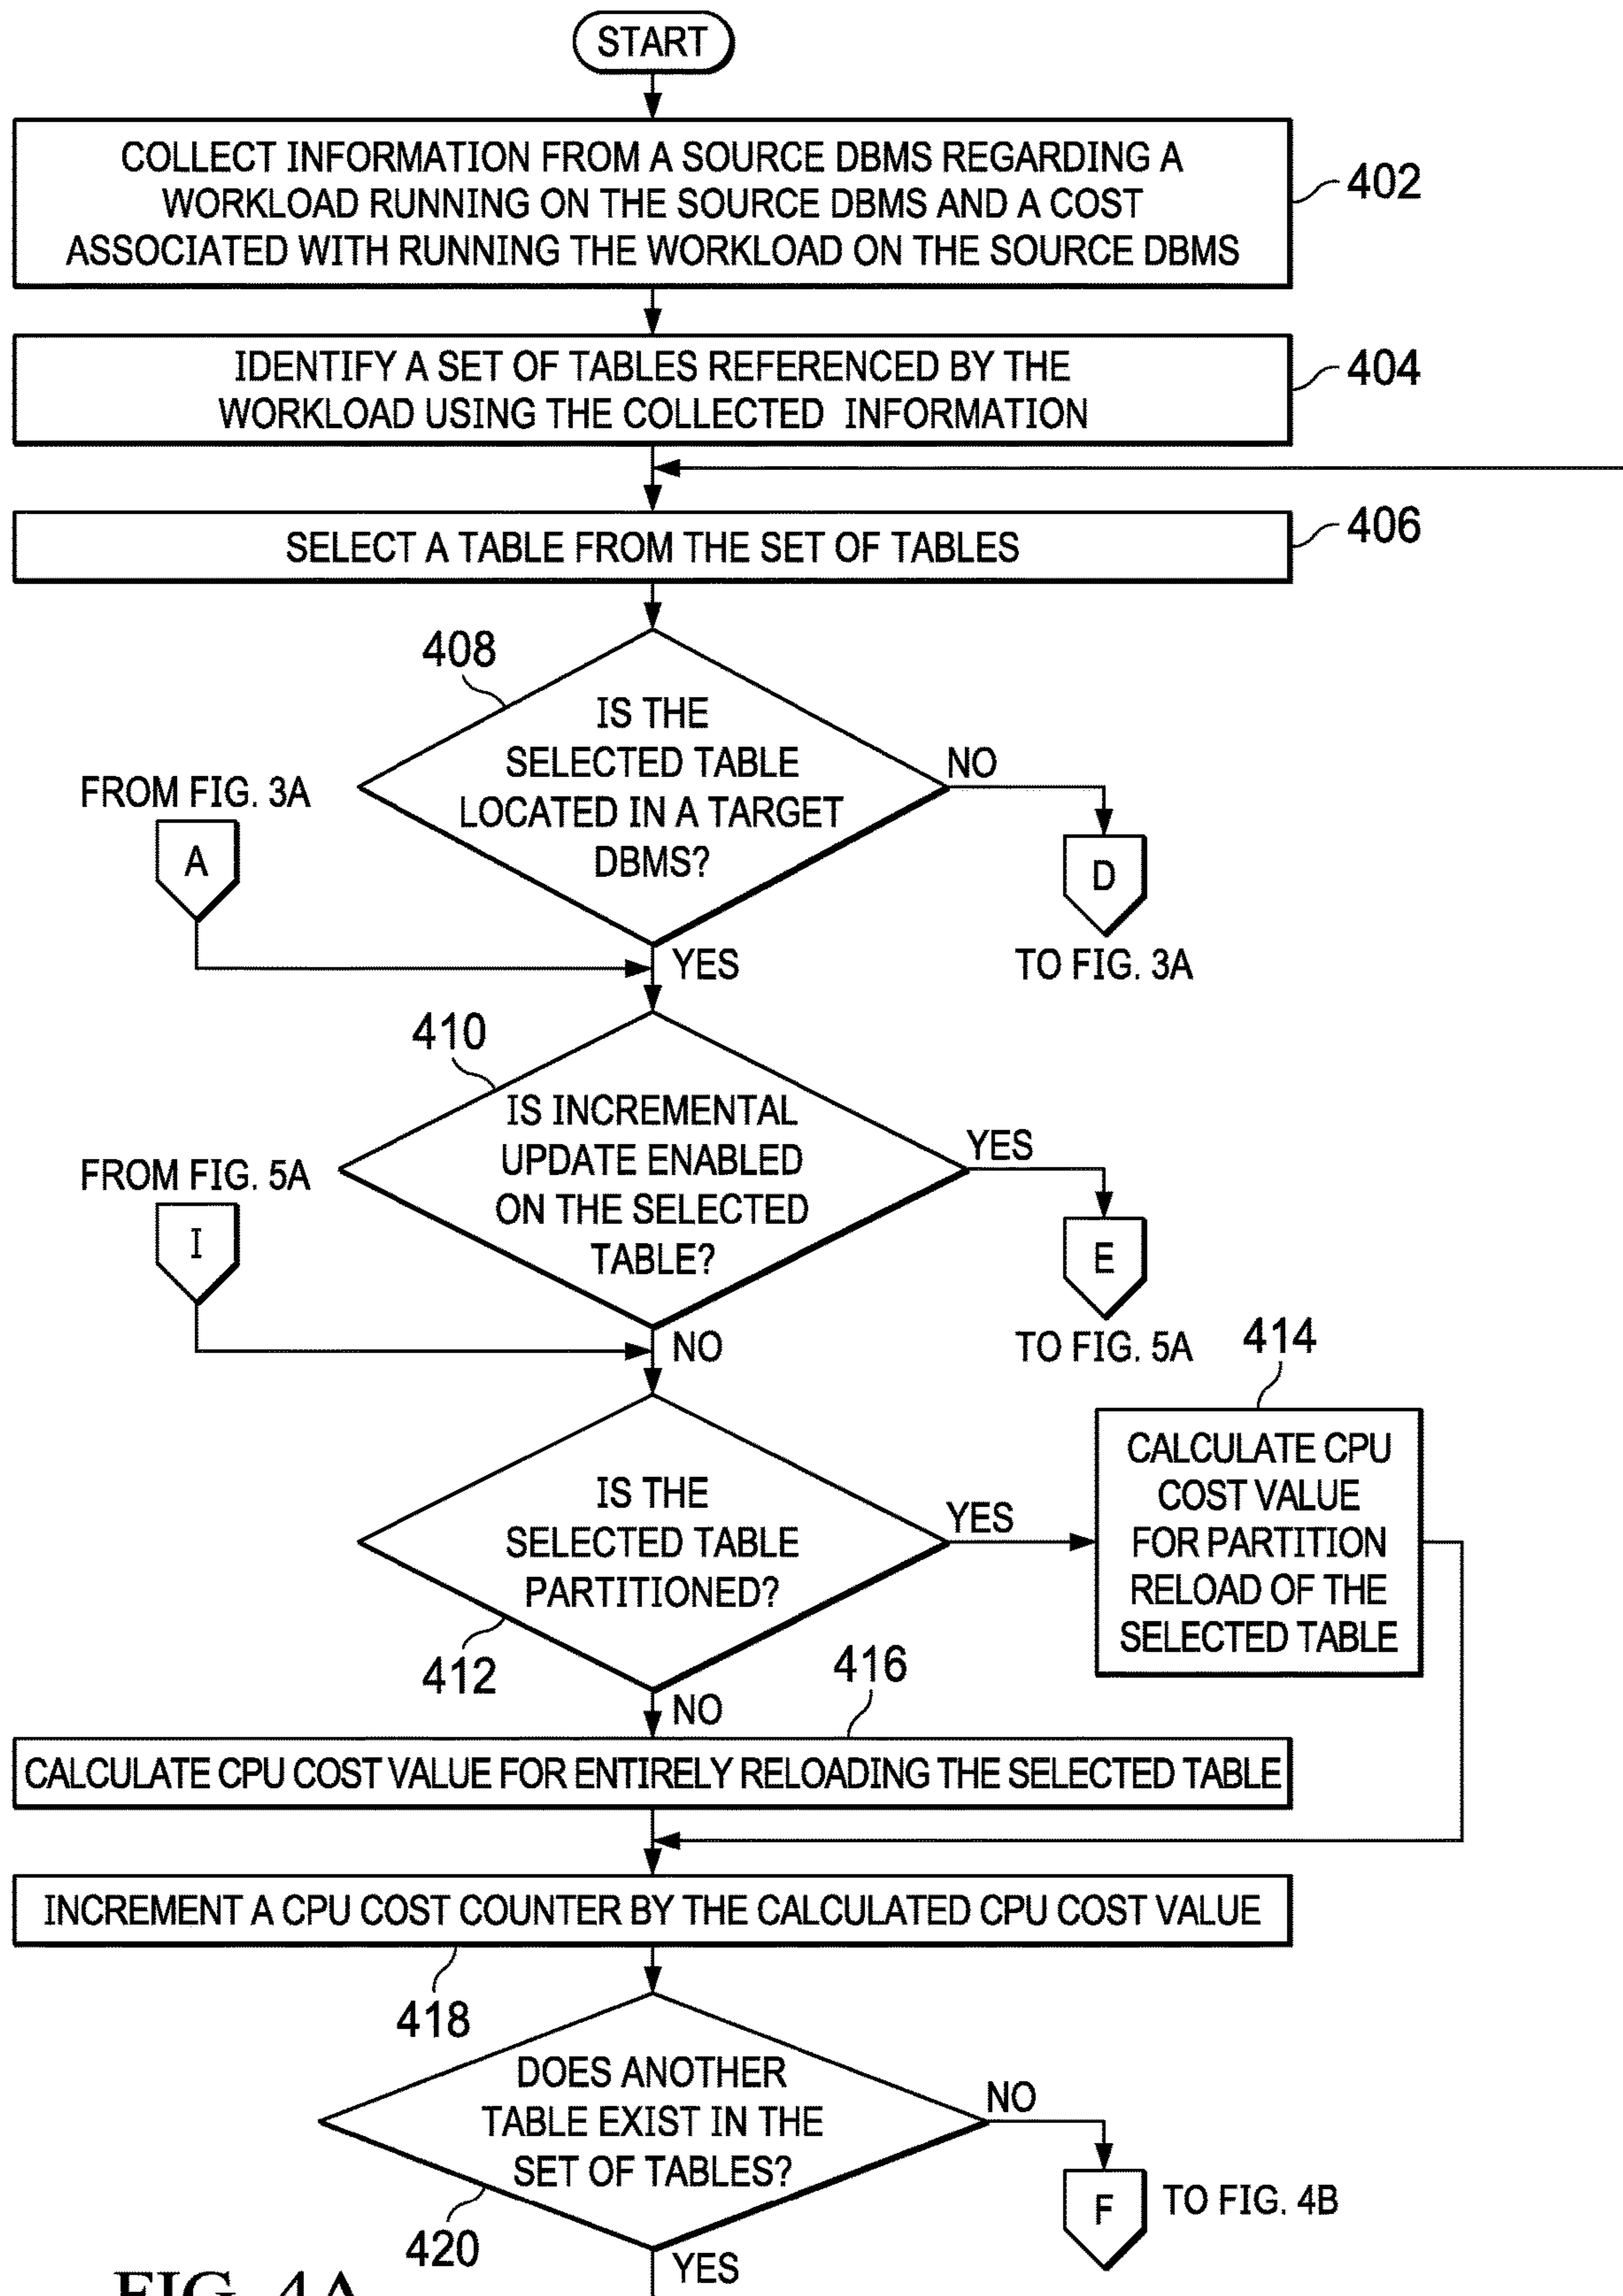 START
COLLECT INFORMATION FROM A SOURCE DBMS REGARDING A
WORKLOAD RUNNING ON THE SOURCE DBMS AND A COST
ASSOCIATED WITH RUNNING THE WORKLOAD ON THE SOURCE DBMS
402
IDENTIFY A SET OF TABLES REFERENCED BY THE
WORKLOAD USING THE COLLECTED INFORMATION
404
SELECT A TABLE FROM THE SET OF TABLES
406
408
IS THE
SELECTED TABLE
LOCATED IN A TARGET
DBMS?
NO
D
TO FIG. 3A
FROM FIG. 3A
A
YES
410
IS INCREMENTAL
UPDATE ENABLED
ON THE SELECTED
TABLE?
YES
E
TO FIG. 5A
FROM FIG. 5A
I
NO
IS THE
SELECTED TABLE
PARTITIONED?
412
YES
414
CALCULATE CPU
COST VALUE
FOR PARTITION
RELOAD OF THE
SELECTED TABLE
NO
416
CALCULATE CPU COST VALUE FOR ENTIRELY RELOADING THE SELECTED TABLE
INCREMENT A CPU COST COUNTER BY THE CALCULATED CPU COST VALUE
418
DOES ANOTHER
TABLE EXIST IN THE
SET OF TABLES?
420
NO
F
TO FIG. 4B
YES
FIG. 4A